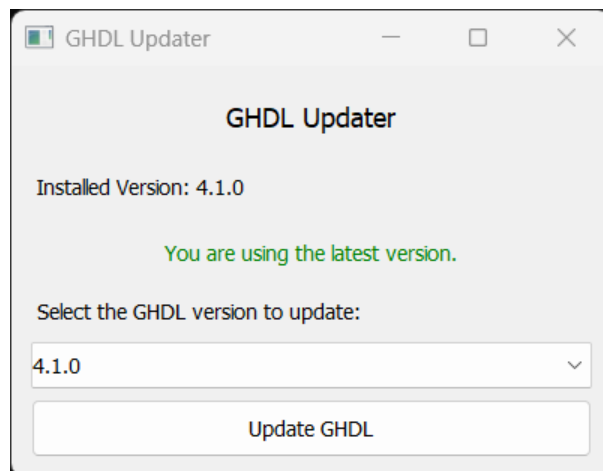 GHDL Updater
GHDL Updater
Installed Version: 4.1.0
You are using the latest version.
Select the GHDL version to update:
4.1.0
Update GHDL